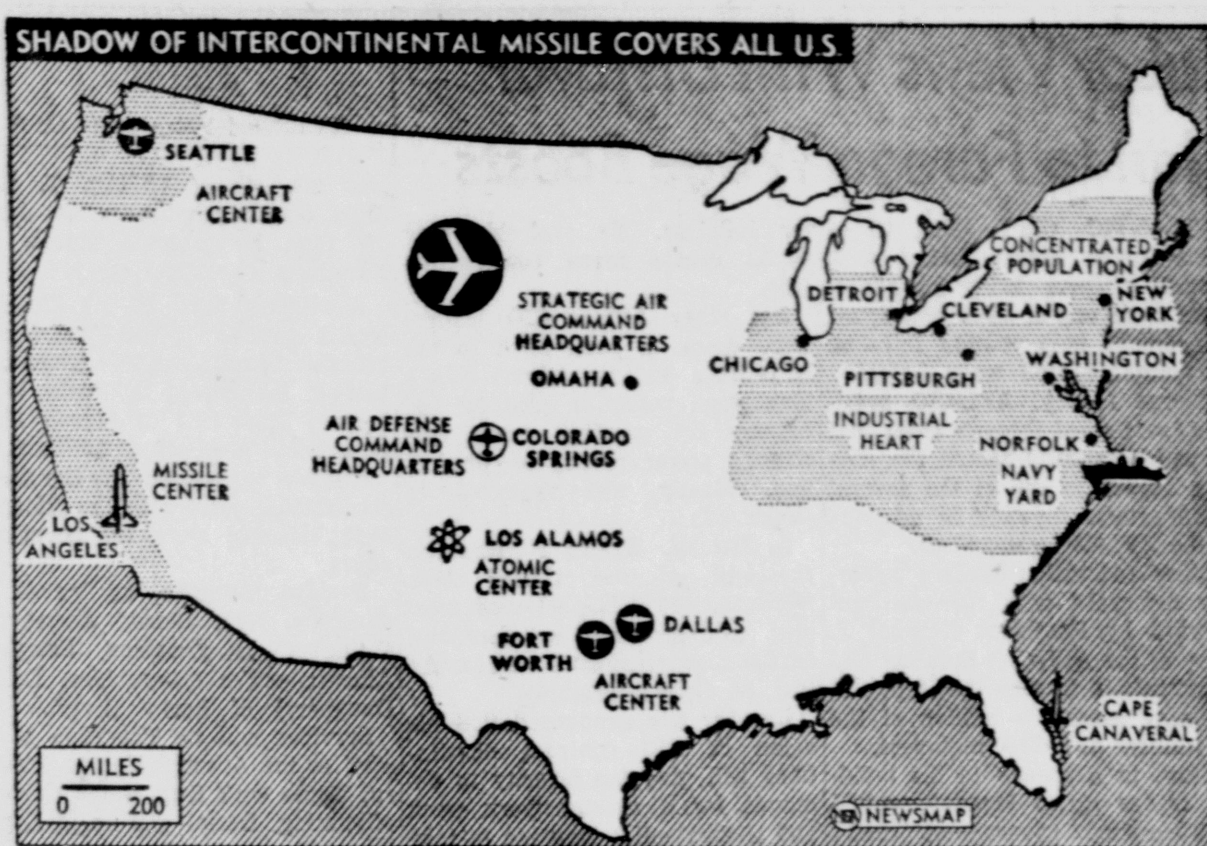 SHADOW OF INTERCONTINENTAL MISSILE COVERS ALL U.S.
SEATTLE
AIRCRAFT
CENTER
STRATEGIC AIR
COMMAND
HEADQUARTERS
OMAHA
AIR DEFENSE
COMMAND
HEADQUARTERS
COLORADO
SPRINGS
MISSILE
CENTER
LOS
ANGELES
LOS ALAMOS
ATOMIC
CENTER
FORT
WORTH
DALLAS
AIRCRAFT
CENTER
CONCENTRATED
POPULATION
DETROIT
CLEVELAND
NEW
YORK
CHICAGO
PITTSBURGH
WASHINGTON
INDUSTRIAL
HEART
NORFOLK
NAVY
YARD
CAPE
CANAVERAL
MILES
0 200
NEA NEWSMAP